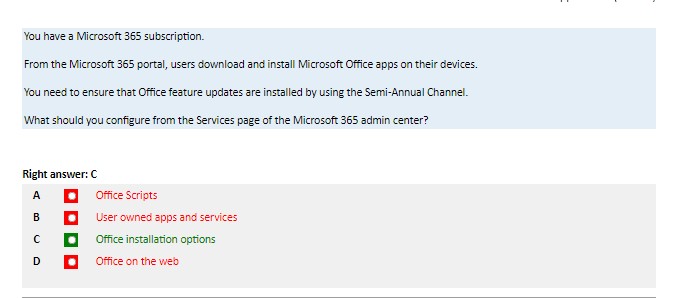 You have a Microsoft 365 subscription.
From the Microsoft 365 portal, users download and install Microsoft Office apps on their devices.
You need to ensure that Office feature updates are installed by using the Semi-Annual Channel.
What should you configure from the Services page of the Microsoft 365 admin center?
Right answer: C
A Office Scripts
B User owned apps and services
C Office installation options
D Office on the web